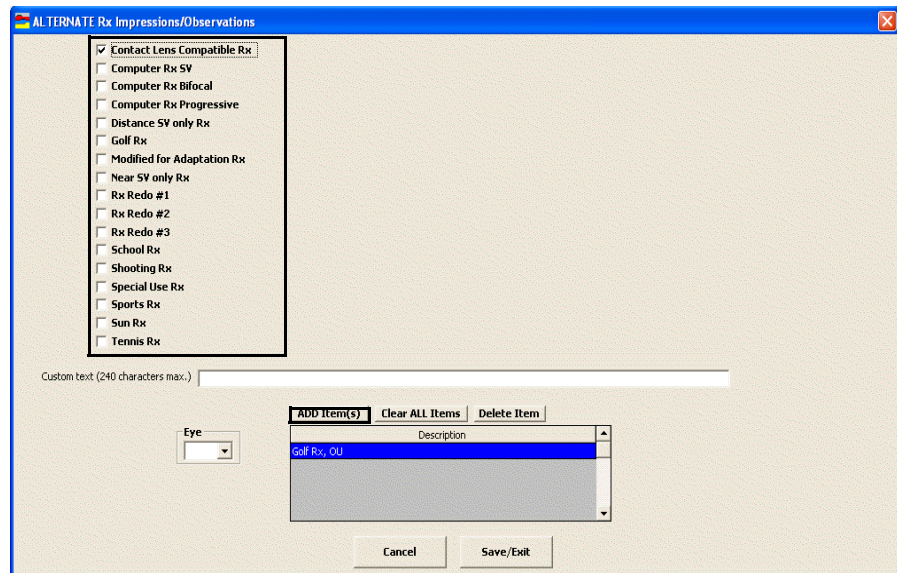 ALTERNATE Rx Impressions/Observations
Contact Lens Compatible Rx
Computer Rx SV
Computer Rx Bifocal
Computer Rx Progressive
Distance SV only Rx
Golf Rx
Modified for Adaptation Rx
Near SV only Rx
Rx Redo #1
Rx Redo #2
Rx Redo #3
School Rx
Shooting Rx
Special Use Rx
Sports Rx
Sun Rx
Tennis Rx
Custom text (240 characters max.)
ADD Item(s) Clear ALL Items Delete Item
Eye
Description
Golf Rx, OU
Cancel Save/Exit